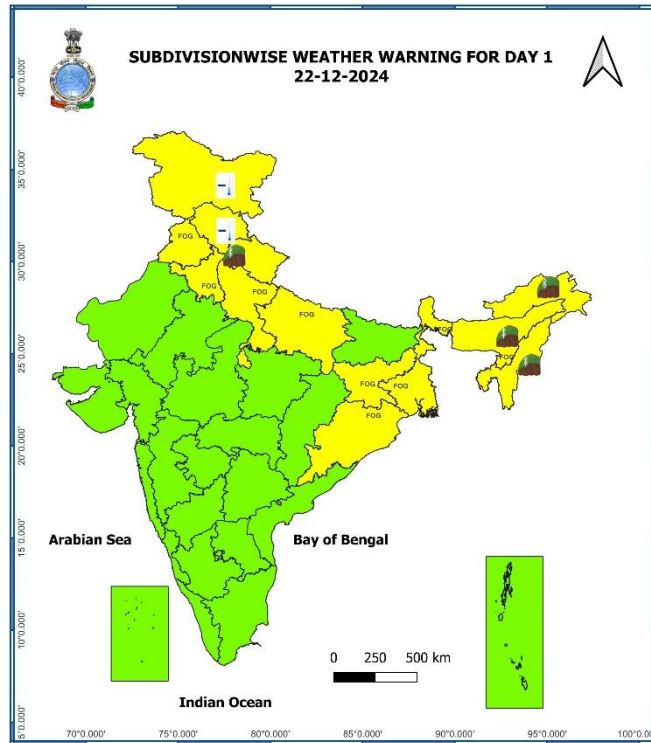 SUBDIVISIONWISE WEATHER WARNING FOR DAY 1
22-12-2024
40°0.000'
35°0.000'
30°0.000'
25°0.000'
20°0.000'
15°0.000'
10°0.000'
5°0.000'
FOG
FOG
FOG
FOG
FOG
FOG
FOG
FOG
FOG
Arabian Sea
Bay of Bengal
0 250 500 km
Indian Ocean
70°0.000' 75°0.000' 80°0.000' 85°0.000' 90°0.000' 95°0.000' 100°0.0